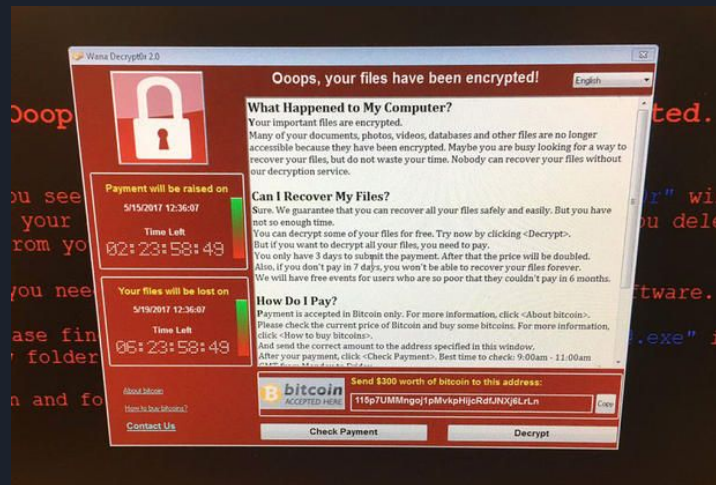 Wana Decrypt0r 2.0
Ooops, your files have been encrypted!
English
What Happened to My Computer?
Your important files are encrypted.
Many of your documents, photos, videos, databases and other files are no longer
accessible because they have been encrypted. Maybe you are busy looking for a way to
recover your files, but do not waste your time. Nobody can recover your files without
our decryption service.
Can I Recover My Files?
Sure. We guarantee that you can recover all your files safely and easily. But you have
not so enough time.
You can decrypt some of your files for free. Try now by clicking <Decrypt>.
But if you want to decrypt all your files, you need to pay.
You only have 3 days to submit the payment. After that the price will be doubled.
Also, if you don't pay in 7 days, you won't be able to recover your files forever.
We will have free events for users who are so poor that they couldn't pay in 6 months.
How Do I Pay?
Payment is accepted in Bitcoin only. For more information, click <About bitcoin>.
Please check the current price of Bitcoin and buy some bitcoins. For more information,
click <How to buy bitcoins>.
And send the correct amount to the address specified in this window.
After your payment, click <Check Payment>. Best time to check: 9:00am - 11:00am
GMT from Monday to Friday.
Payment will be raised on
5/15/2017 12:36:07
Time Left
02:23:58:49
Your files will be lost on
5/19/2017 12:36:07
Time Left
06:23:58:49
About bitcoin
How to buy bitcoins?
Contact Us
bitcoin
ACCEPTED HERE
Send $300 worth of bitcoin to this address:
115p7UMMngoj1pMvkpHijcRdfJNXj6LrLn
Copy
Check Payment
Decrypt
Ooop
ted.
ou see
r" wi
your
ou dele
rom yo
you nee
ftware.
ase fin
.exe" i
folder
n and fo